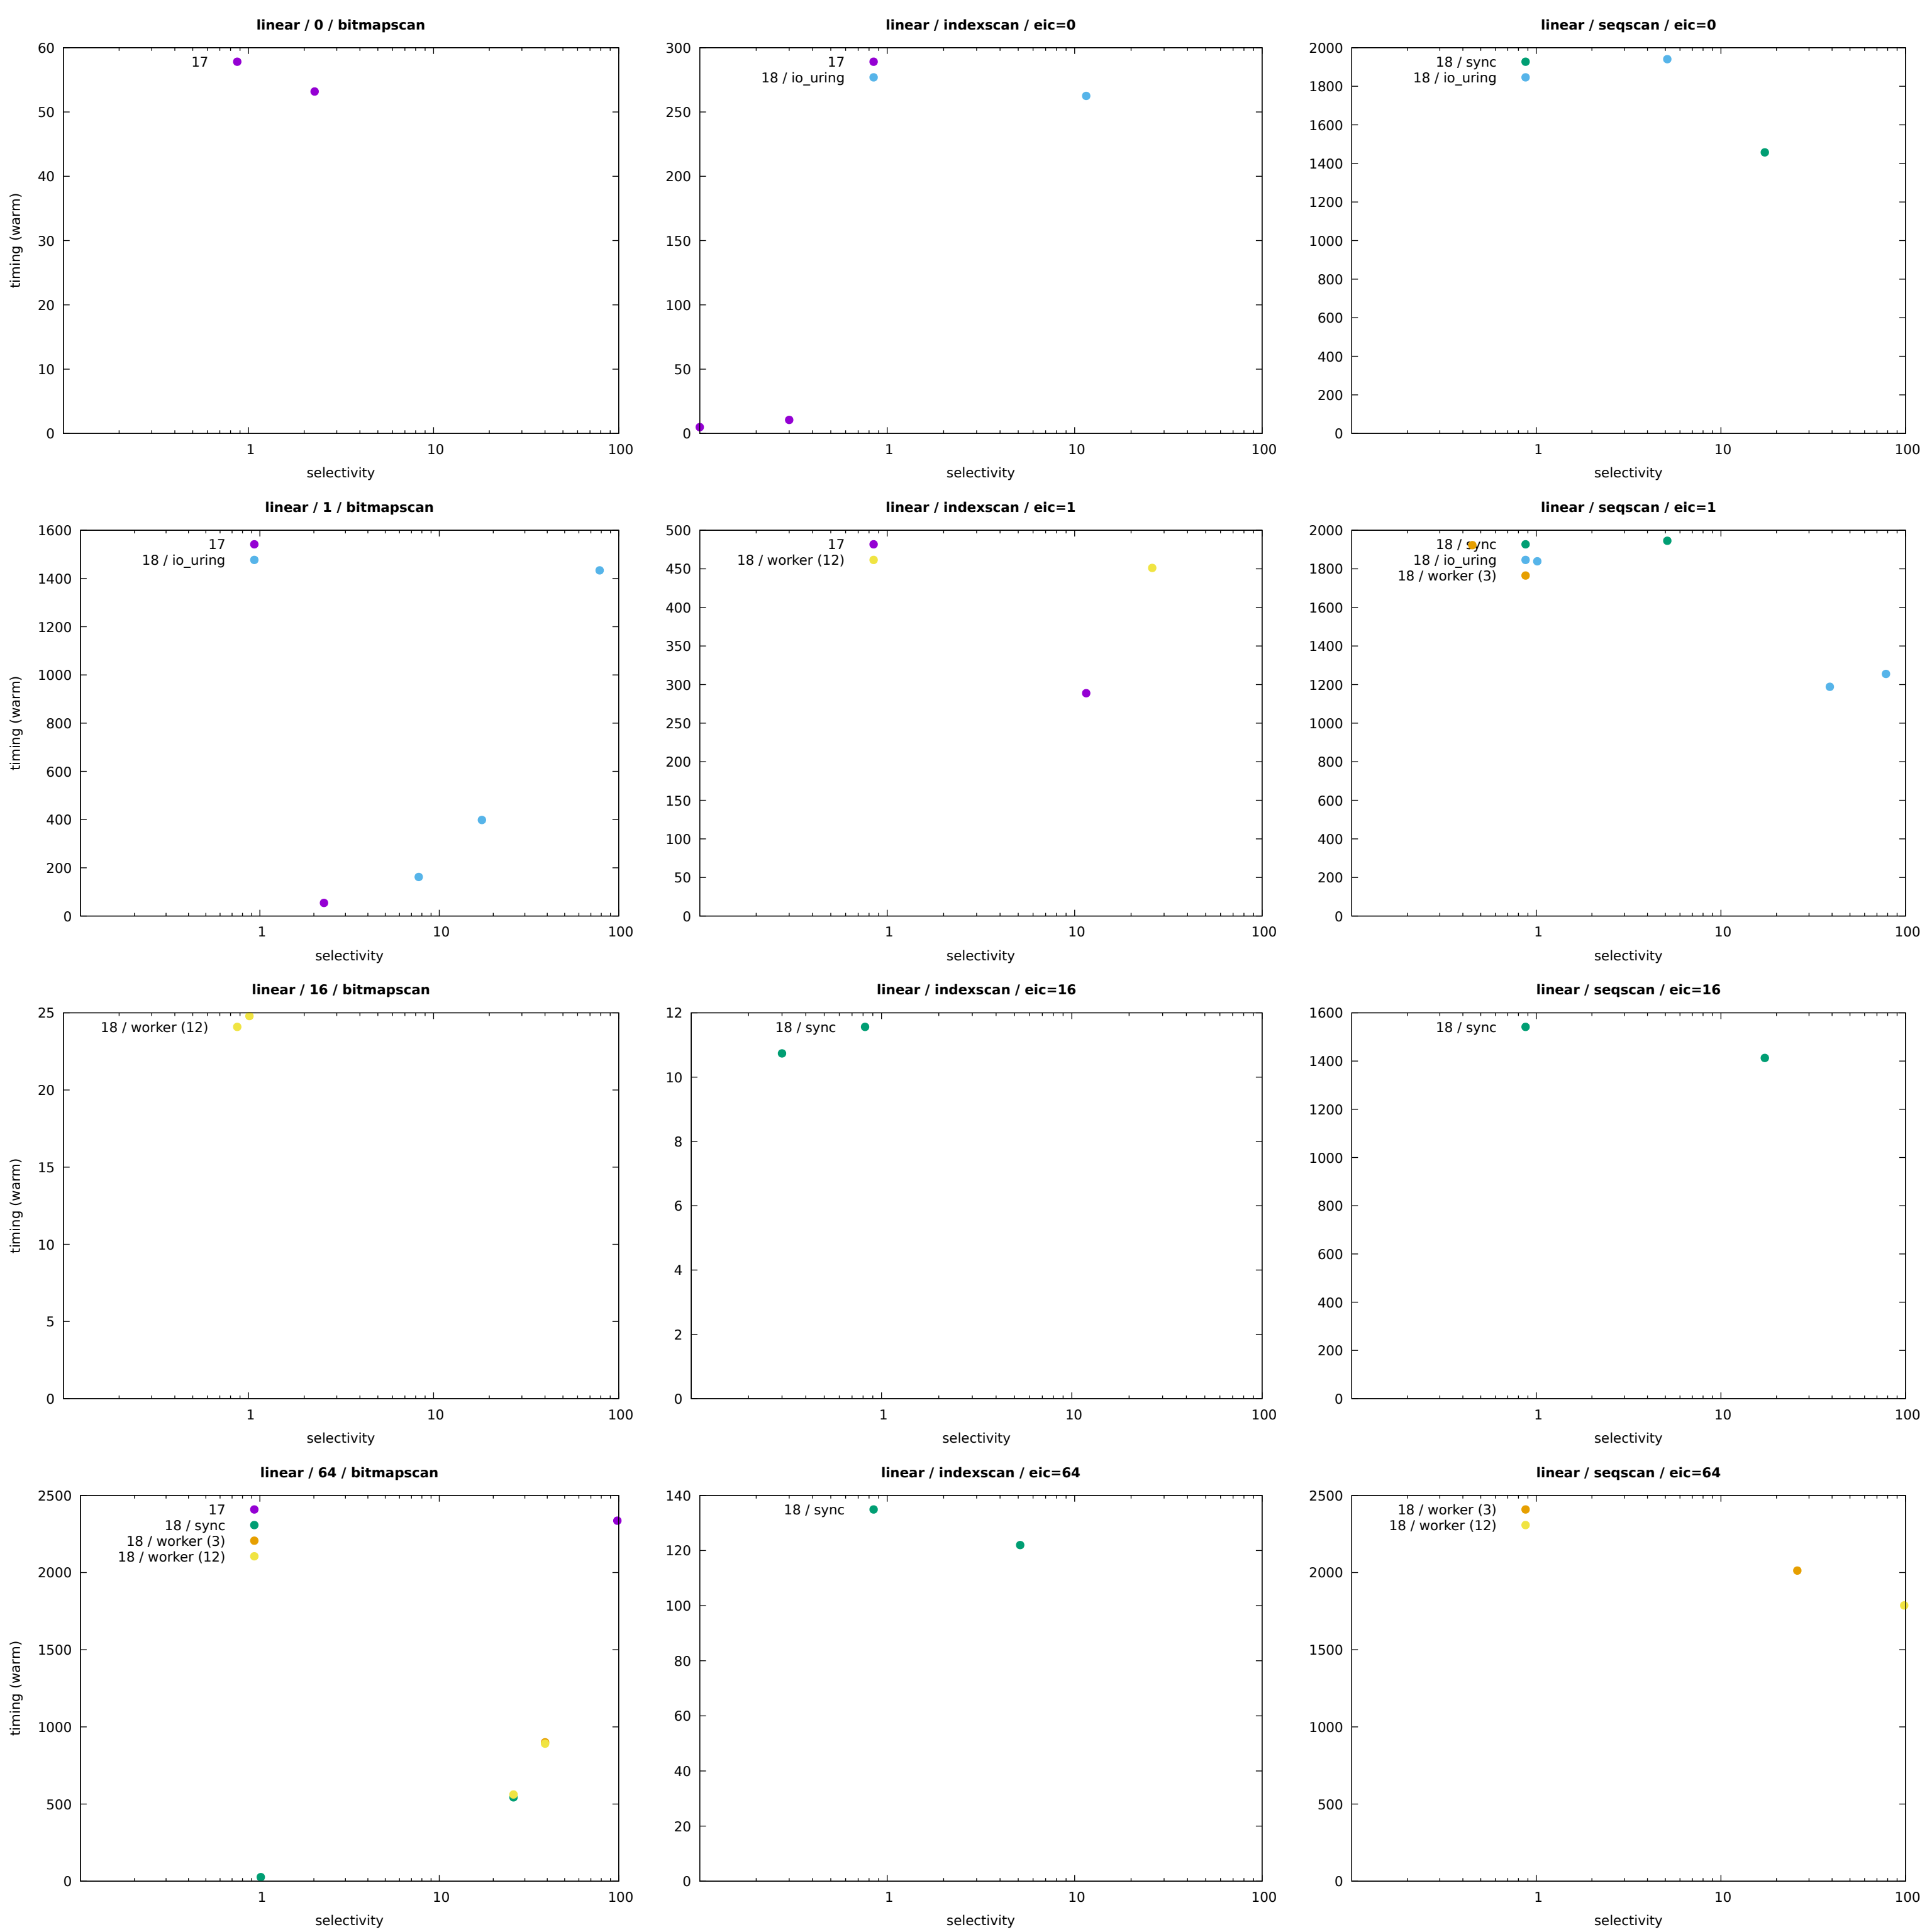 linear / 0 / bitmapscan
17
60
50
40
30
20
10
0
timing (warm)
1 10 100
selectivity
linear / indexscan / eic=0
17
18 / io_uring
300
250
200
150
100
50
0
1 10 100
selectivity
linear / seqscan / eic=0
18 / sync
18 / io_uring
2000
1800
1600
1400
1200
1000
800
600
400
200
0
1 10 100
selectivity
linear / 1 / bitmapscan
17
18 / io_uring
1600
1400
1200
1000
800
600
400
200
0
timing (warm)
1 10 100
selectivity
linear / indexscan / eic=1
17
18 / worker (12)
500
450
400
350
300
250
200
150
100
50
0
1 10 100
selectivity
linear / seqscan / eic=1
18 / sync
18 / io_uring
18 / worker (3)
2000
1800
1600
1400
1200
1000
800
600
400
200
0
1 10 100
selectivity
linear / 16 / bitmapscan
18 / worker (12)
25
20
15
10
5
0
timing (warm)
1 10 100
selectivity
linear / indexscan / eic=16
18 / sync
12
10
8
6
4
2
0
1 10 100
selectivity
linear / seqscan / eic=16
18 / sync
1600
1400
1200
1000
800
600
400
200
0
1 10 100
selectivity
linear / 64 / bitmapscan
17
18 / sync
18 / worker (3)
18 / worker (12)
2500
2000
1500
1000
500
0
timing (warm)
1 10 100
selectivity
linear / indexscan / eic=64
18 / sync
140
120
100
80
60
40
20
0
1 10 100
selectivity
linear / seqscan / eic=64
18 / worker (3)
18 / worker (12)
2500
2000
1500
1000
500
0
1 10 100
selectivity